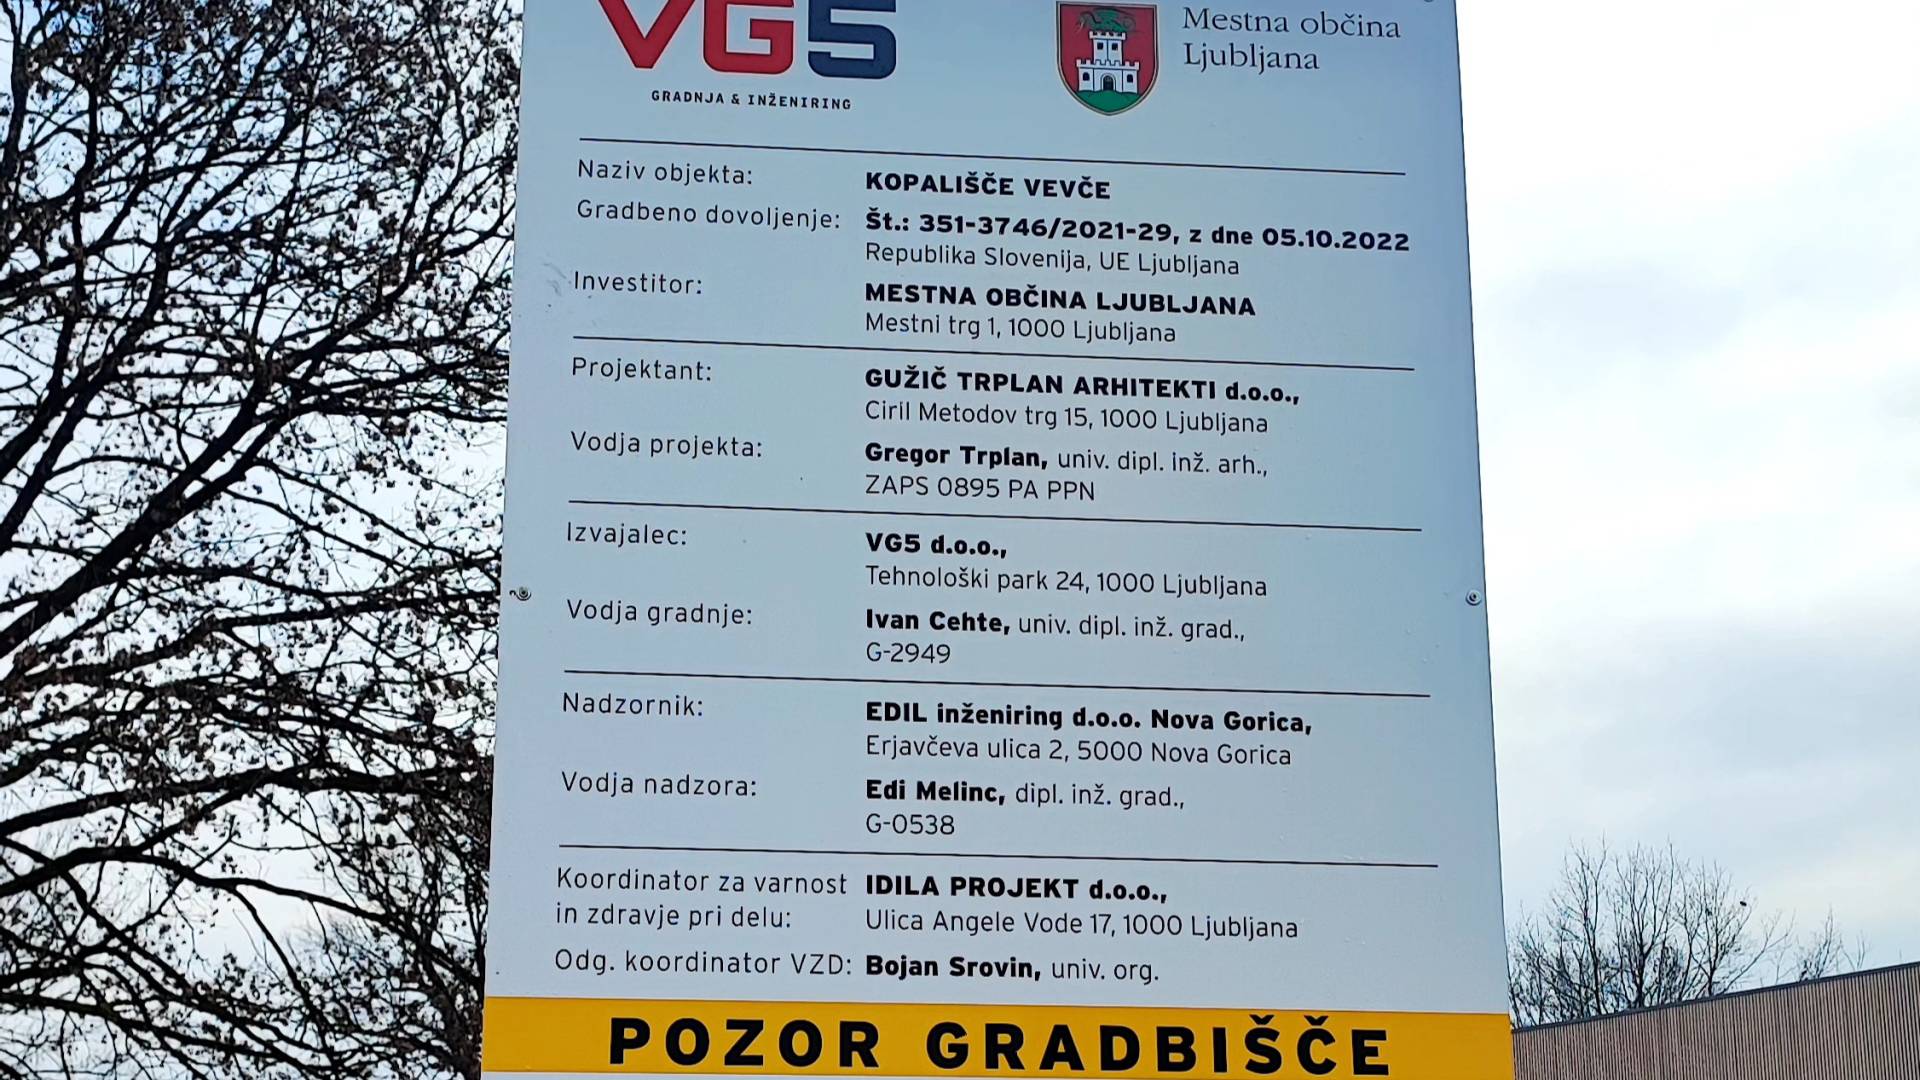 VG5
GRADNJA & INŽENIRING
Mestna občina
Ljubljana
Naziv objekta: KOPALIŠČE VEVČE
Gradbeno dovoljenje: Št.: 351-3746/2021-29, z dne 05.10.2022
Republika Slovenija, UE Ljubljana
Investitor: MESTNA OBČINA LJUBLJANA
Mestni trg 1, 1000 Ljubljana
Projektant: GUŽIČ TRPLAN ARHITEKTI d.o.o.,
Ciril Metodov trg 15, 1000 Ljubljana
Vodja projekta: Gregor Trplan, univ. dipl. inž. arh.,
ZAPS 0895 PA PPN
Izvajalec: VG5 d.o.o.,
Tehnološki park 24, 1000 Ljubljana
Vodja gradnje: Ivan Cehte, univ. dipl. inž. grad.,
G-2949
Nadzornik: EDIL inženiring d.o.o. Nova Gorica,
Erjavčeva ulica 2, 5000 Nova Gorica
Vodja nadzora: Edi Melinc, dipl. inž. grad.,
G-0538
Koordinator za varnost IDILA PROJEKT d.o.o.,
in zdravje pri delu: Ulica Angele Vode 17, 1000 Ljubljana
Odg. koordinator VZD: Bojan Srovin, univ. org.
POZOR GRADBIŠČE